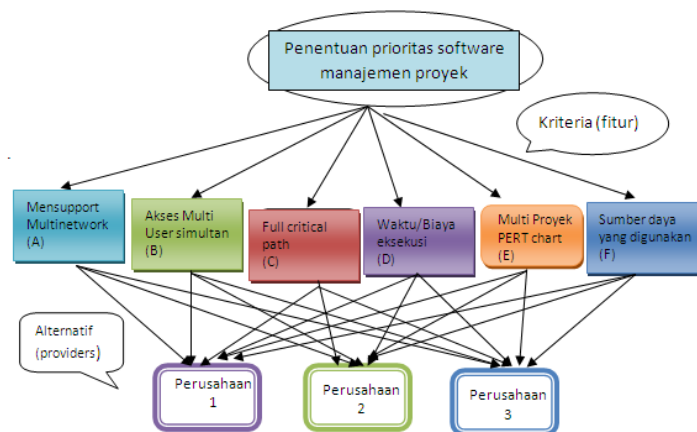 Penentuan prioritas software
manajemen proyek
Kriteria (fitur)
Mensupport
Multinetwork
(A)
Akses Multi
User simultan
(B)
Full critical
path
(C)
Waktu/Biaya
eksekusi
(D)
Multi Proyek
PERT chart
(E)
Sumber daya
yang digunakan
(F)
Alternatif
(providers)
Perusahaan
1
Perusahaan
2
Perusahaan
3